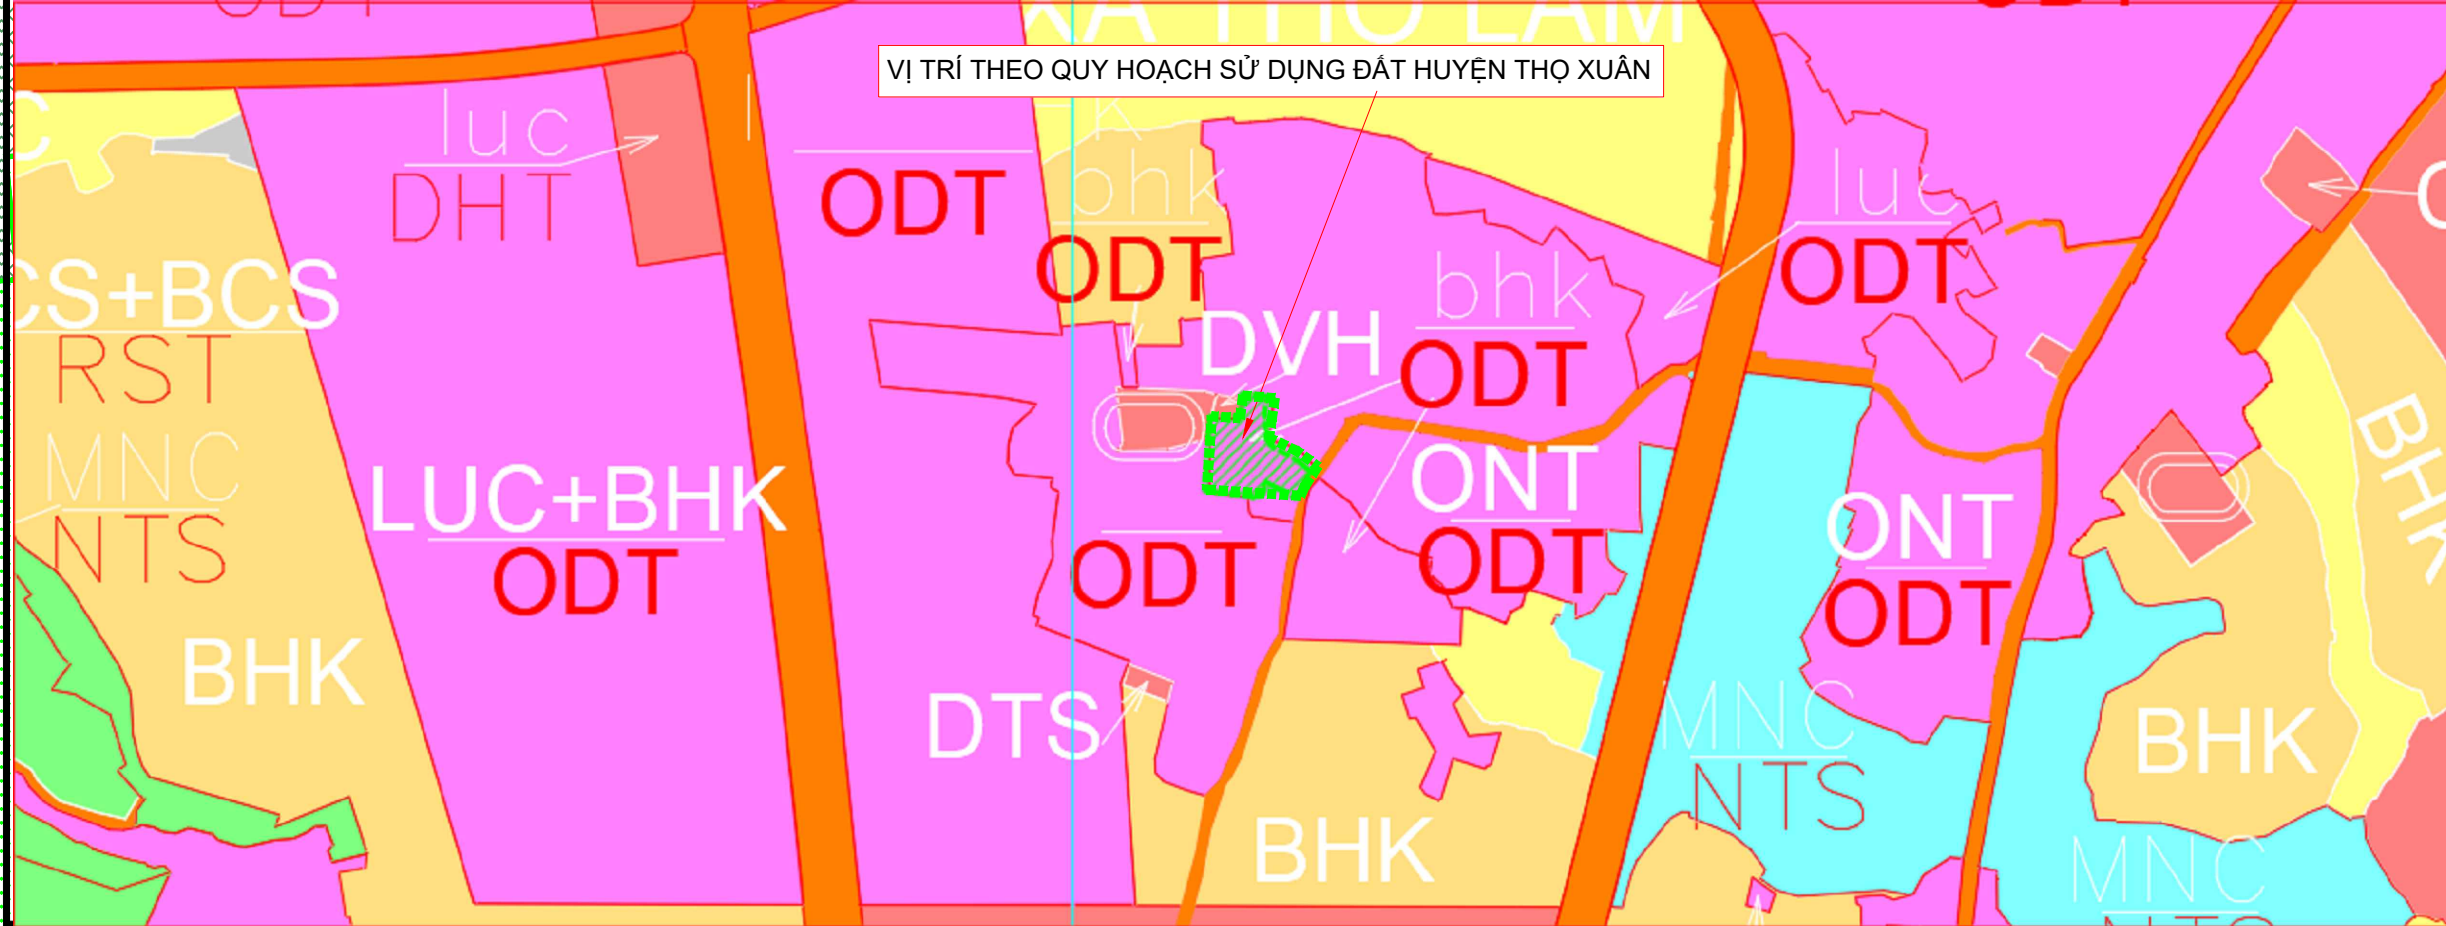 XÃ THỌ LÂM
VỊ TRÍ THEO QUY HOẠCH SỬ DỤNG ĐẤT HUYỆN THỌ XUÂN
luc
DHT
ODT
bhk
ODT
luc
ODT
CS+BCS
RST
DVH
bhk
ODT
MNC
NTS
LUC+BHK
ODT
ODT
ONT
ODT
ONT
ODT
BHK
BHK
DTS
MNC
NTS
BHK
BHK
MNC
NTS